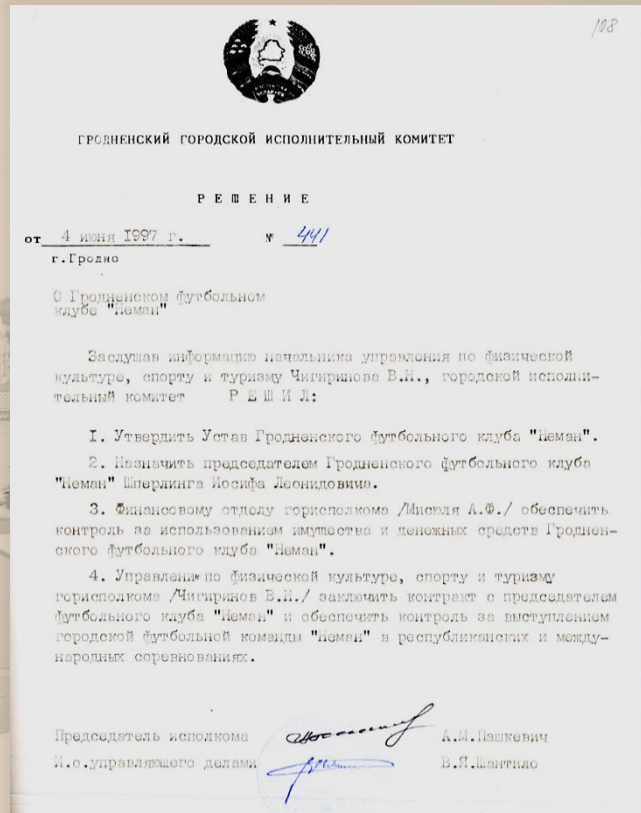 108
ГРОДНЕНСКИЙ ГОРОДСКОЙ ИСПОЛНИТЕЛЬНЫЙ КОМИТЕТ
Р Е Ш Е Н И Е
от 4 июня 1997 г. № 441
г.Гродно
О Гродненском футбольном
клубе "Неман"
Заслушав информацию начальника управления по физической
культуре, спорту и туризму Чигиринова В.Н., городской исполни-
тельный комитет Р Е Ш И Л:
I. Утвердить Устав Гродненского футбольного клуба "Неман".
2. Назначить председателем Гродненского футбольного клуба
"Неман" Шперлинга Иосифа Леонидовича.
3. Финансовому отделу горисполкома /Мисюля А.Ф./ обеспечить
контроль за использованием имущества и денежных средств Гроднен-
ского футбольного клуба "Неман".
4. Управлени по физической культуре, спорту и туризму
горисполкома /Чигиринов В.Н./ заключить контракт с председателем
футбольного клуба "Неман" и обеспечить контроль за выступлением
городской футбольной команды "Неман" в республиканских и между-
народных соревнованиях.
Председатель исполкома А.М.Пашкевич
И.о.управляющего делами В.Я.Шантило